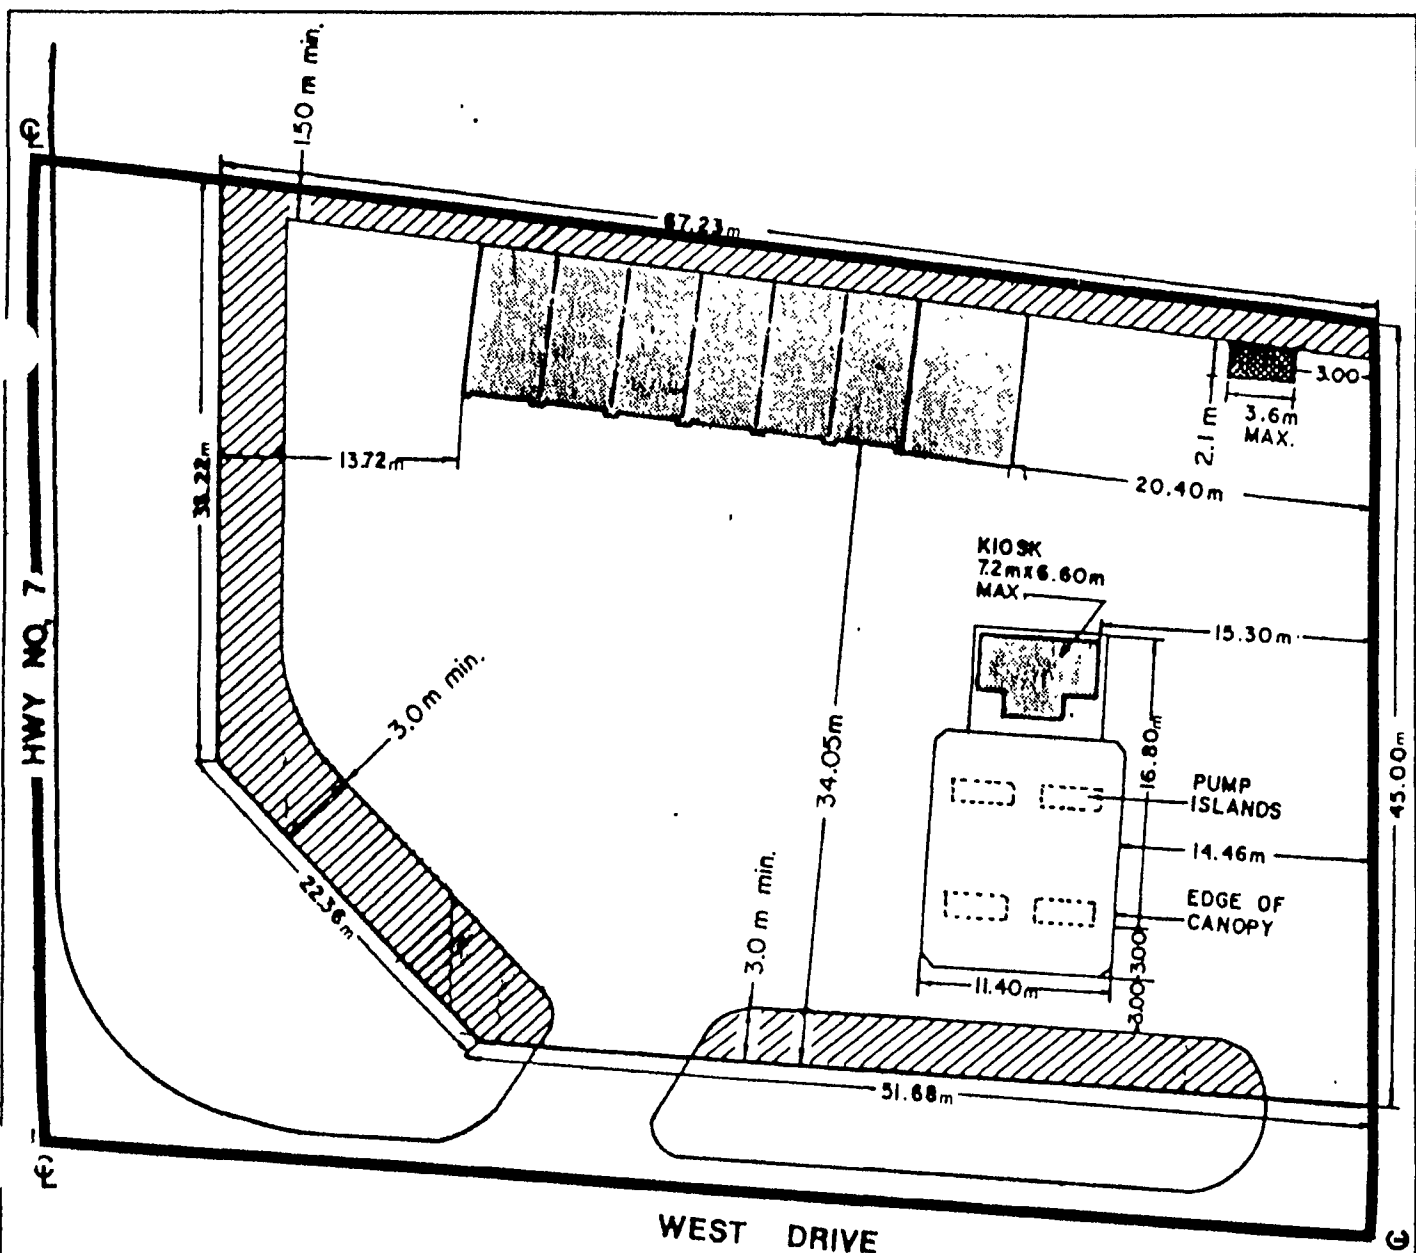 1.50 m min.
67.23m
3.00
3.6m
MAX.
2.1 m
13.72m
38.22m
20.40m
KIOSK
7.2m x 6.60m
MAX.
15.30m
HWY NO, 7
3.0 m min.
34.05m
16.80m
45.00m
PUMP
ISLANDS
14.46m
EDGE OF
CANOPY
22.36m
3.0 m min.
3.00
11.40m
3.00
51.68m
WEST DRIVE